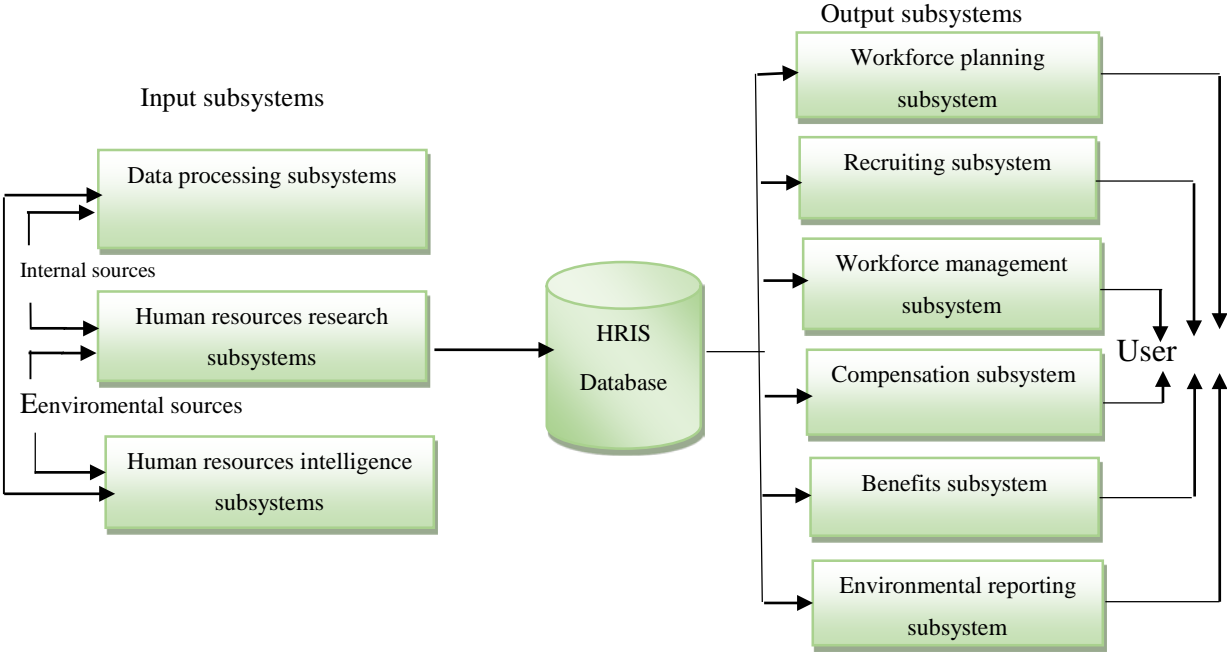 Input subsystems
Data processing subsystems
Internal sources
Human resources research
subsystems
Eenviromental sources
Human resources intelligence
subsystems
HRIS
Database
Output subsystems
Workforce planning
subsystem
Recruiting subsystem
Workforce management
subsystem
Compensation subsystem
Benefits subsystem
Environmental reporting
subsystem
User